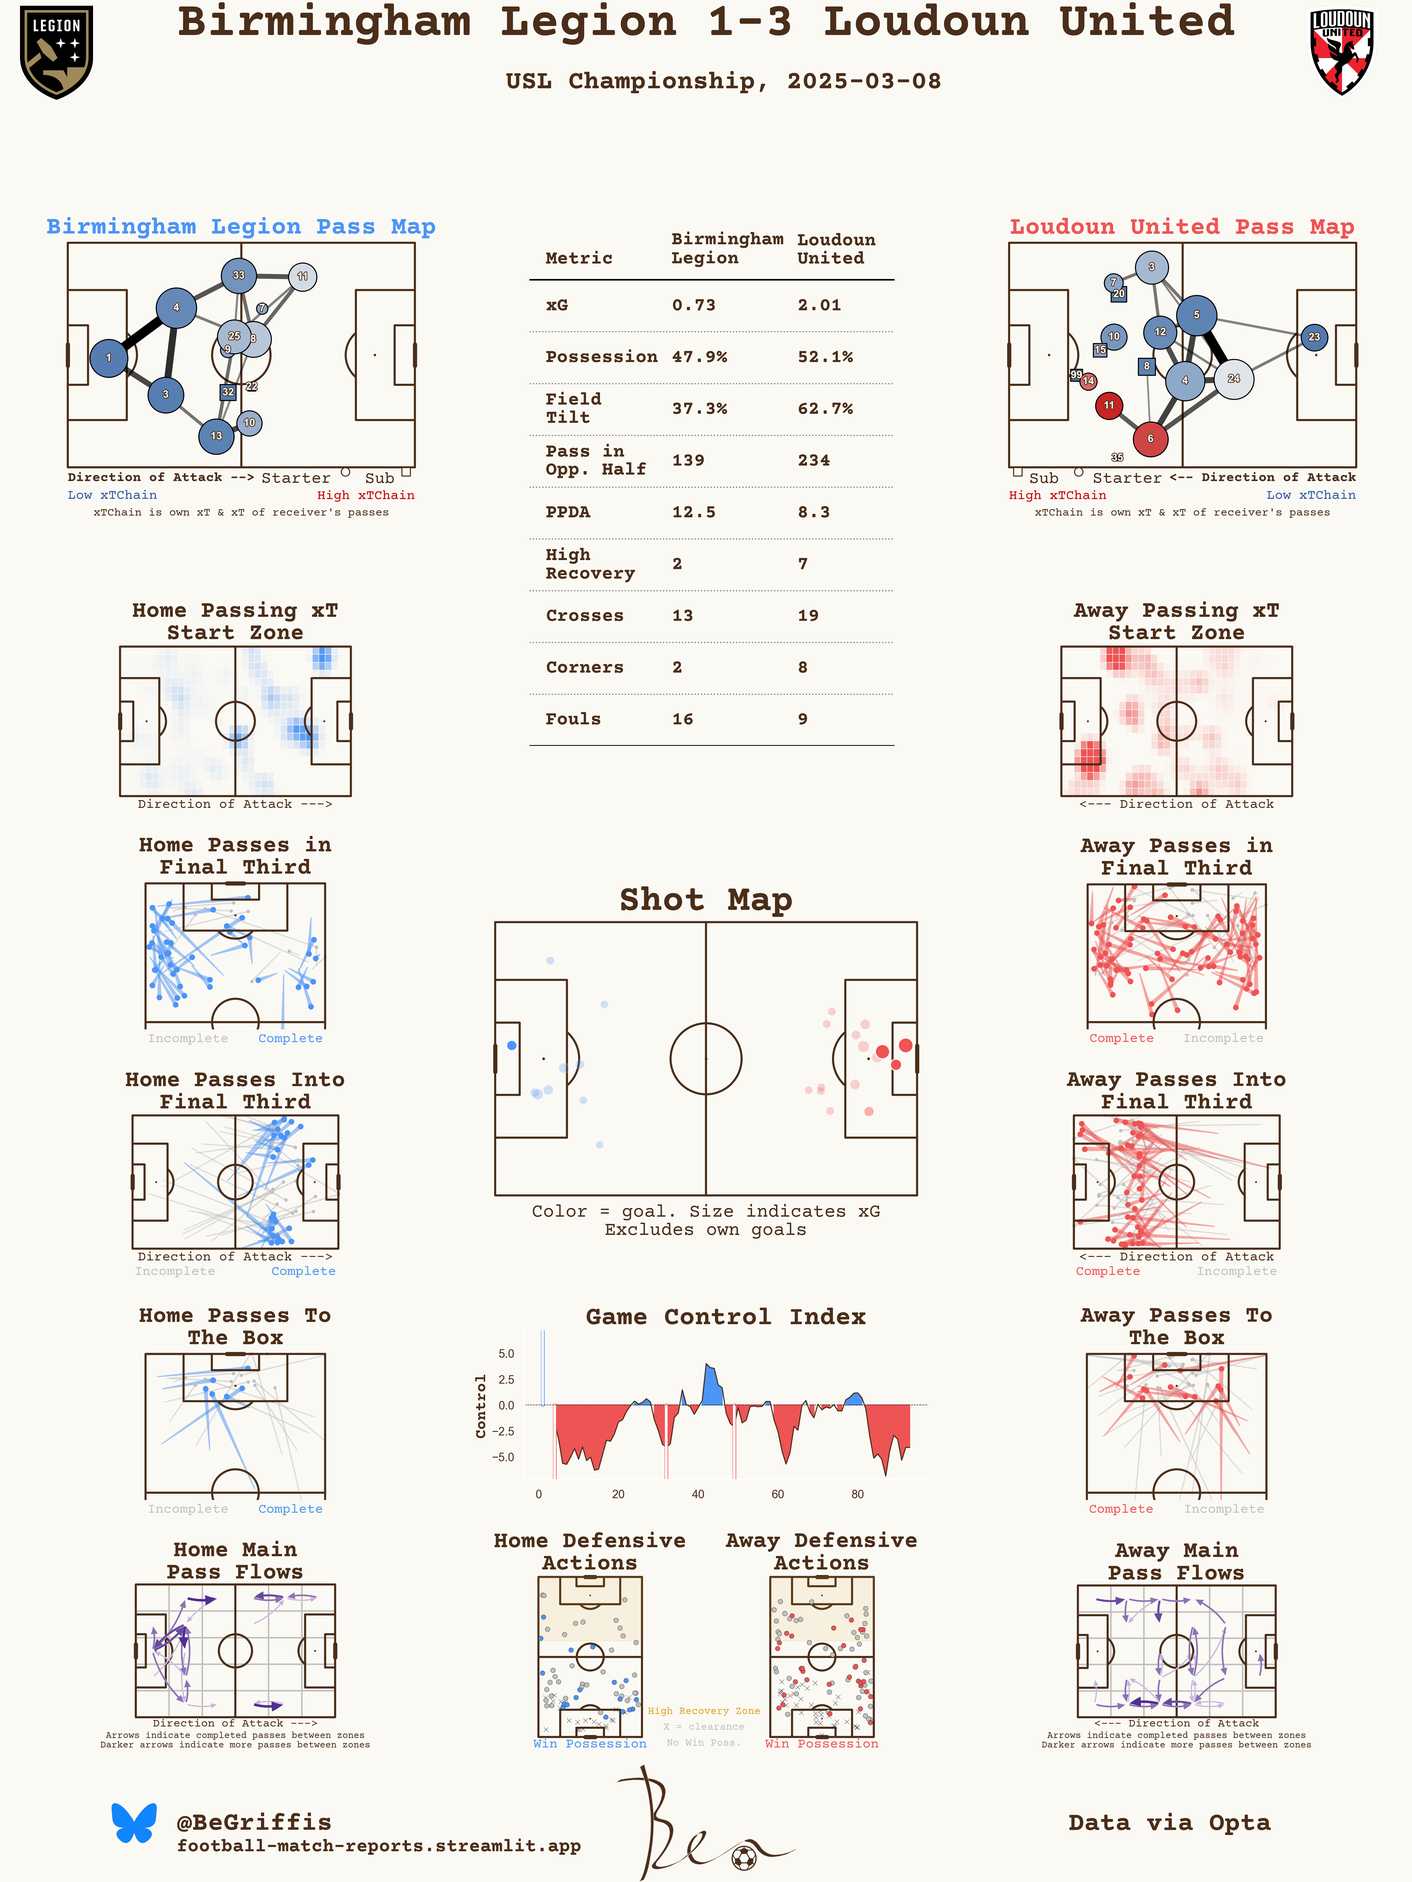 Birmingham Legion 1-3 Loudoun United
USL Championship, 2025-03-08
LEGION
LOUDOUN
UNITED
Birmingham Legion Pass Map
33
11
4
7
25
8
9
1
3
32
22
10
13
Direction of Attack --> Starter Sub
Low xTChain High xTChain
xTChain is own xT & xT of receiver's passes
Metric Birmingham Legion Loudoun United
xG 0.73 2.01
Possession 47.9% 52.1%
Field Tilt 37.3% 62.7%
Pass in Opp. Half 139 234
PPDA 12.5 8.3
High Recovery 2 7
Crosses 13 19
Corners 2 8
Fouls 16 9
Loudoun United Pass Map
3
7
20
5
12
10
23
15
8
99
14
4
24
11
6
35
Sub Starter <-- Direction of Attack
High xTChain Low xTChain
xTChain is own xT & xT of receiver's passes
Home Passing xT
Start Zone
Direction of Attack --->
Away Passing xT
Start Zone
<--- Direction of Attack
Home Passes in
Final Third
Incomplete Complete
Shot Map
Color = goal. Size indicates xG
Excludes own goals
Away Passes in
Final Third
Complete Incomplete
Home Passes Into
Final Third
Direction of Attack --->
Incomplete Complete
Away Passes Into
Final Third
<--- Direction of Attack
Complete Incomplete
Home Passes To
The Box
Incomplete Complete
Game Control Index
Control
5.0
2.5
0.0
−2.5
−5.0
0 20 40 60 80
Away Passes To
The Box
Complete Incomplete
Home Main
Pass Flows
Direction of Attack --->
Arrows indicate completed passes between zones
Darker arrows indicate more passes between zones
Home Defensive
Actions
Win Possession
High Recovery Zone
X = clearance
No Win Poss.
Away Defensive
Actions
Win Possession
Away Main
Pass Flows
<--- Direction of Attack
Arrows indicate completed passes between zones
Darker arrows indicate more passes between zones
@BeGriffis
football-match-reports.streamlit.app
Ben
Data via Opta